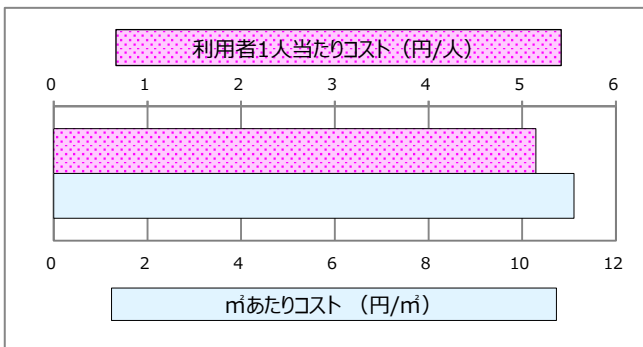 利用者1人当たりコスト（円/人）
0 1 2 3 4 5 6
0 2 4 6 8 10 12
㎡あたりコスト （円/㎡）